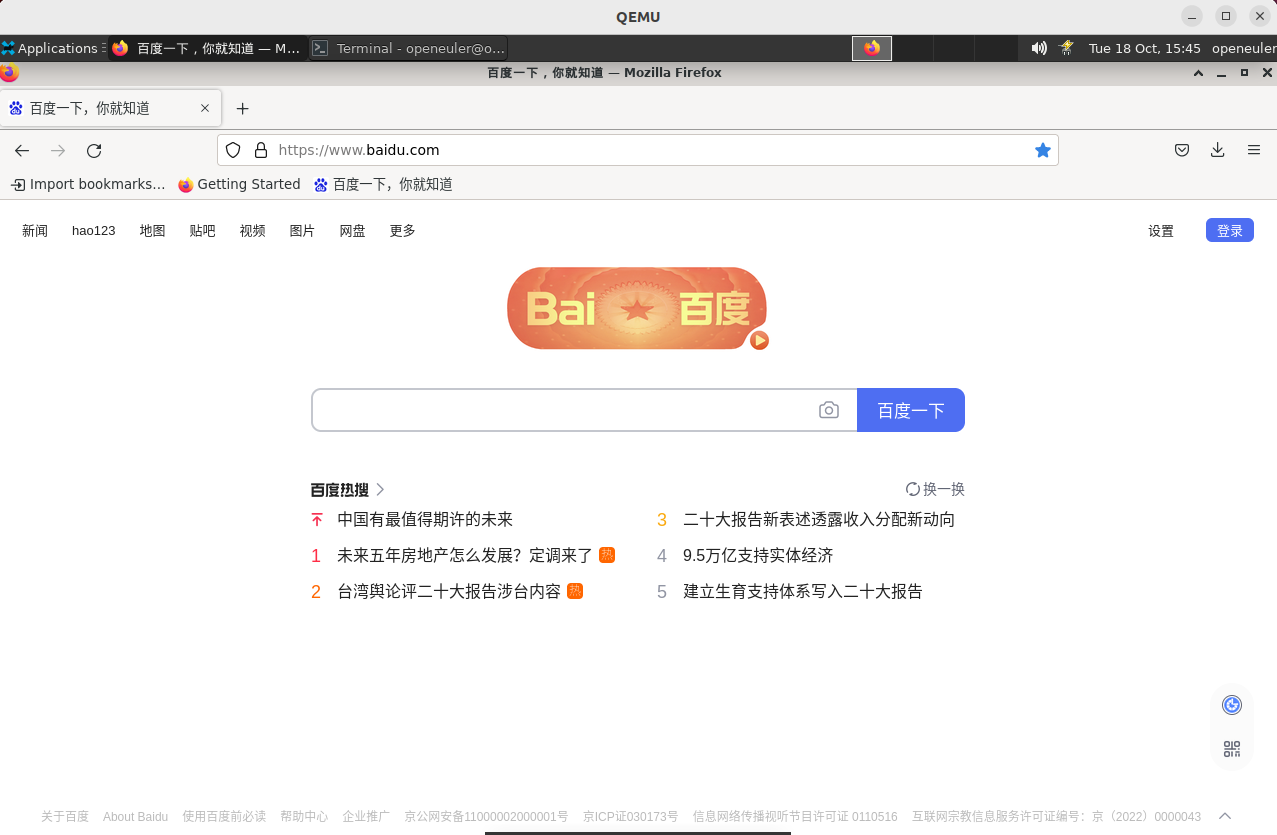 QEMU
Applications 百度一下，你就知道 — M... Terminal - openeuler@o... Tue 18 Oct, 15:45 openeuler
百度一下，你就知道 — Mozilla Firefox
百度一下，你就知道
https://www.baidu.com
Import bookmarks... Getting Started 百度一下，你就知道
新闻 hao123 地图 贴吧 视频 图片 网盘 更多 设置 登录
Bai 百度
百度一下
百度热搜 换一换
中国有最值得期许的未来 3 二十大报告新表述透露收入分配新动向
1 未来五年房地产怎么发展？定调来了 热 4 9.5万亿支持实体经济
2 台湾舆论评二十大报告涉台内容 热 5 建立生育支持体系写入二十大报告
关于百度 About Baidu 使用百度前必读 帮助中心 企业推广 京公网安备11000002000001号 京ICP证030173号 信息网络传播视听节目许可证 0110516 互联网宗教信息服务许可证编号：京（2022）0000043